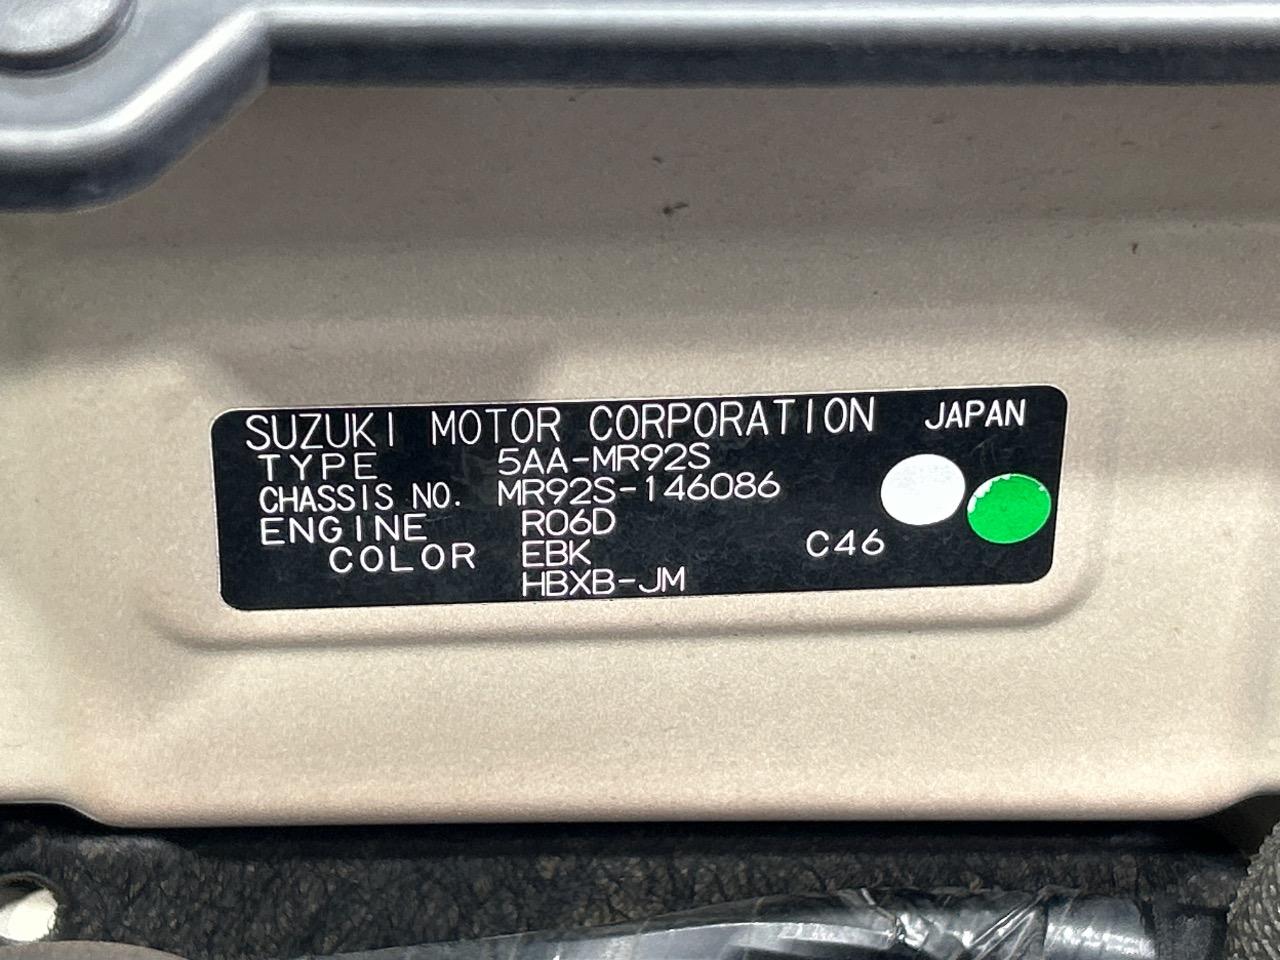 SUZUKI MOTOR CORPORATION JAPAN
TYPE 5AA-MR92S
CHASSIS NO. MR92S-146086
ENGINE R06D
COLOR EBK C46
HBXB-JM